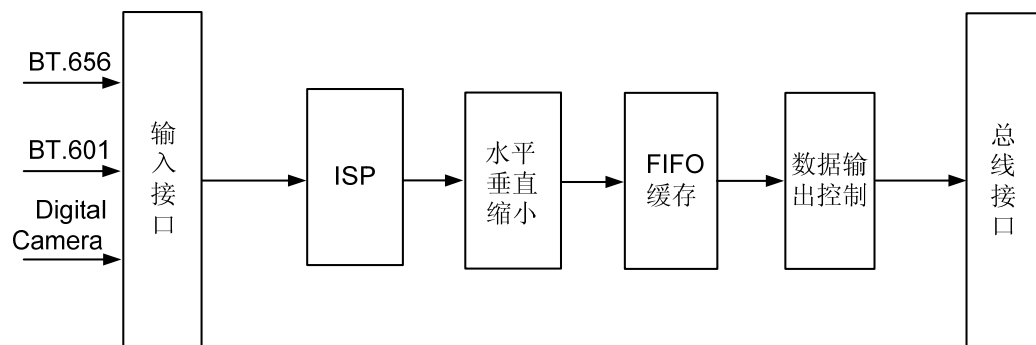 BT.656
BT.601
Digital
Camera
输
入
接
口
ISP
水平
垂直
缩小
FIFO
缓存
数据输
出控制
总
线
接
口